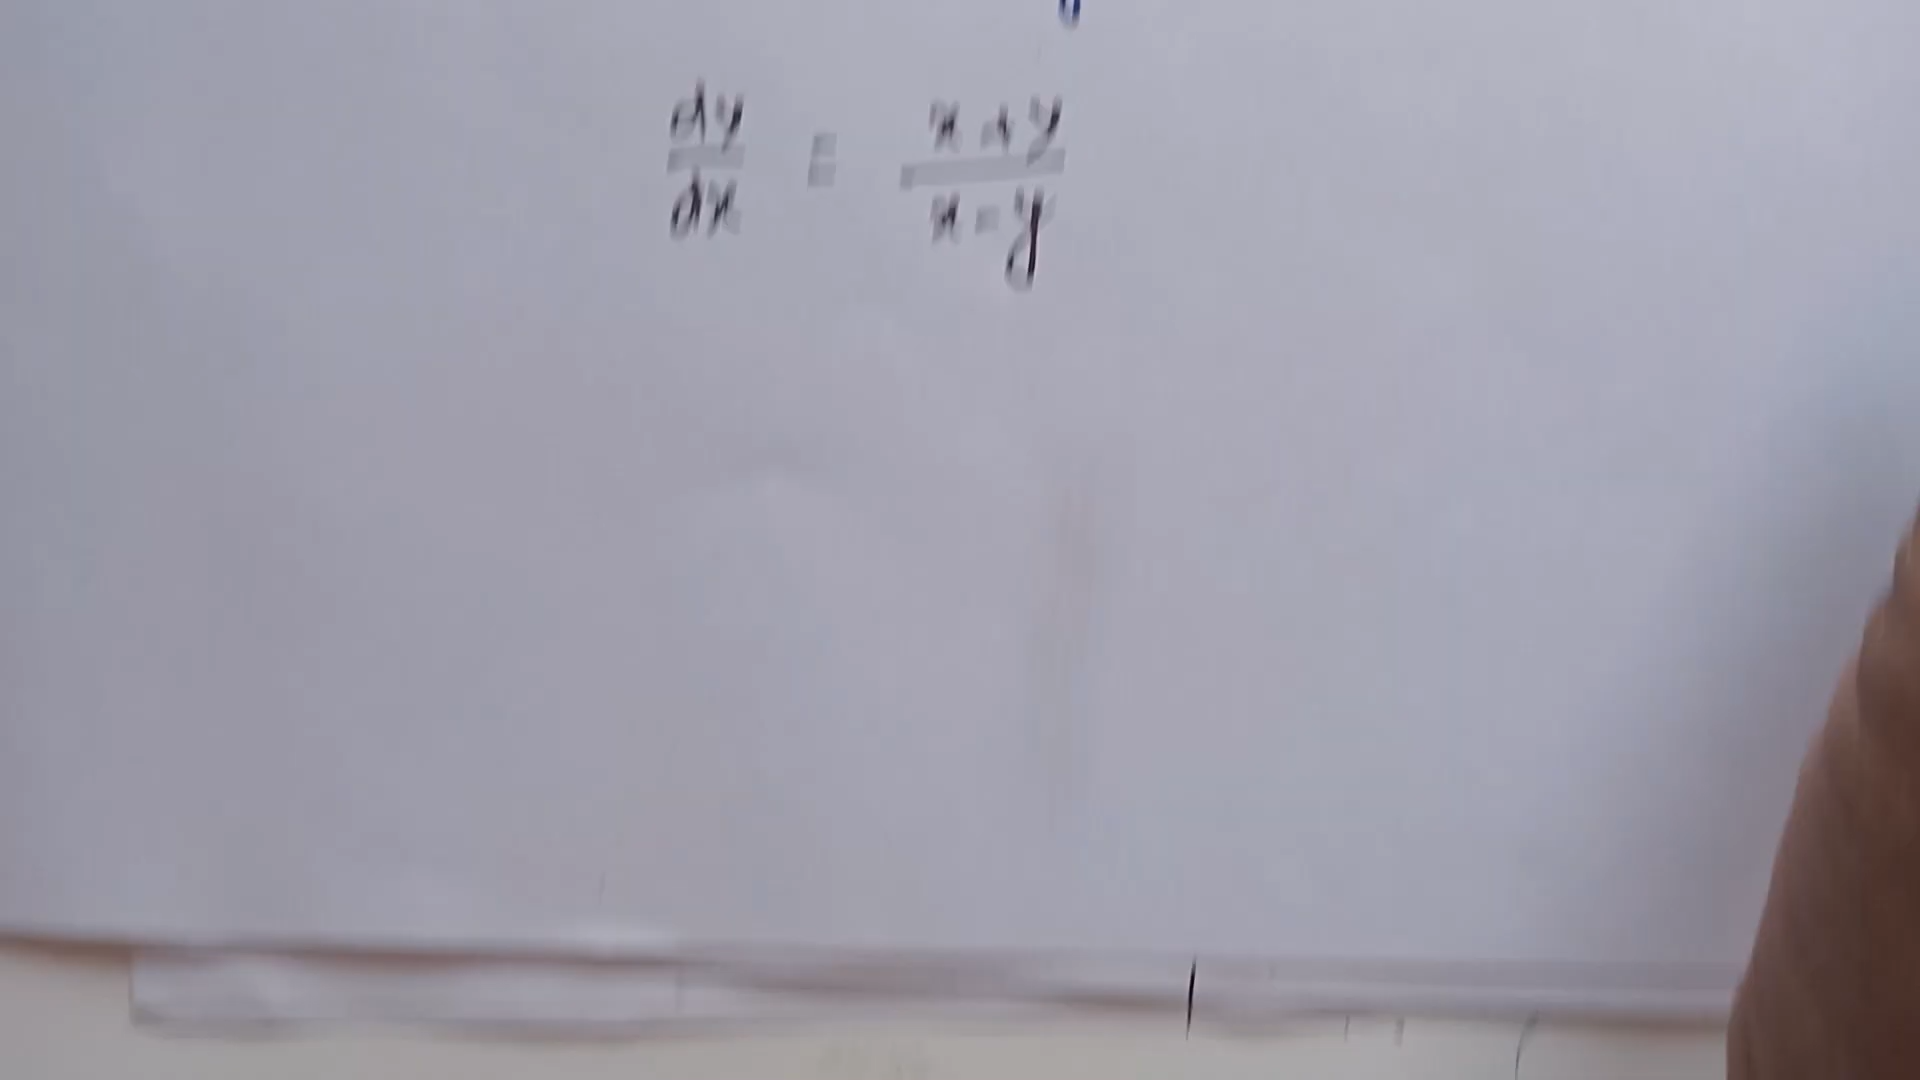 dy/dx = x+y/x-y